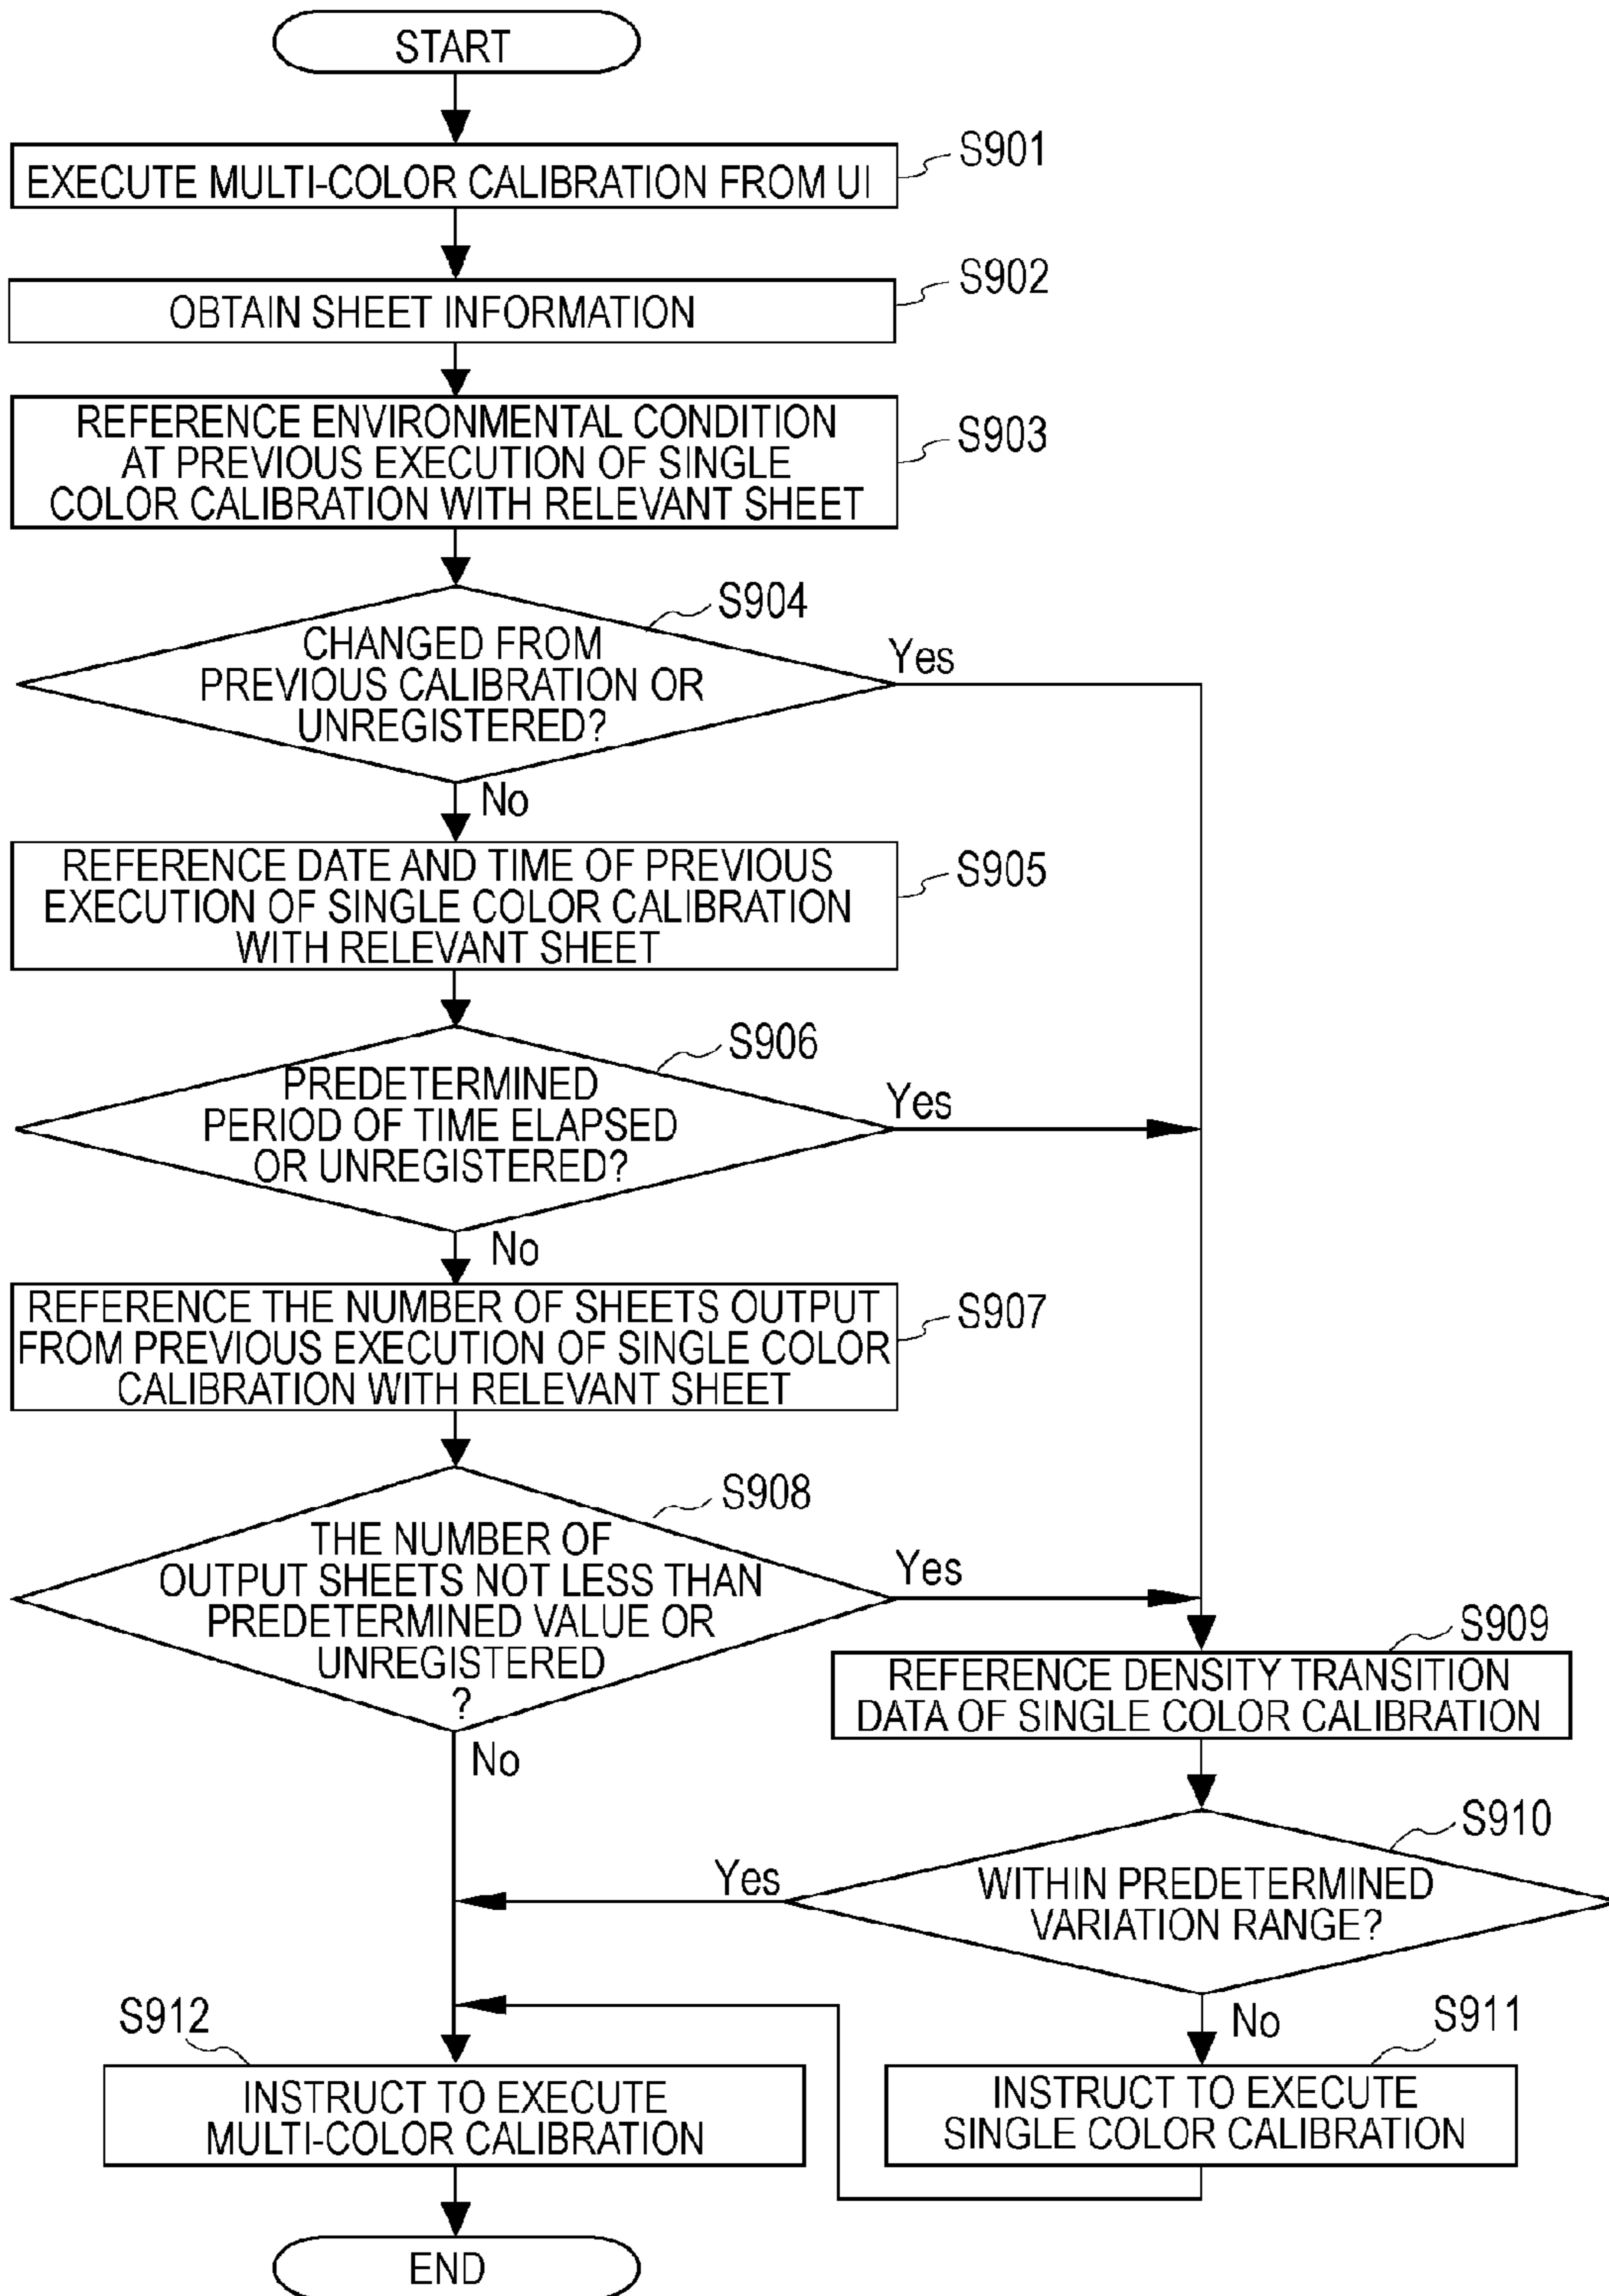 START
S901
EXECUTE MULTI-COLOR CALIBRATION FROM UI
S902
OBTAIN SHEET INFORMATION
REFERENCE ENVIRONMENTAL CONDITION
AT PREVIOUS EXECUTION OF SINGLE
COLOR CALIBRATION WITH RELEVANT SHEET
S903
S904
CHANGED FROM
PREVIOUS CALIBRATION OR
UNREGISTERED?
Yes
No
REFERENCE DATE AND TIME OF PREVIOUS
EXECUTION OF SINGLE COLOR CALIBRATION
WITH RELEVANT SHEET
S905
S906
PREDETERMINED
PERIOD OF TIME ELAPSED
OR UNREGISTERED?
Yes
No
REFERENCE THE NUMBER OF SHEETS OUTPUT
FROM PREVIOUS EXECUTION OF SINGLE COLOR
CALIBRATION WITH RELEVANT SHEET
S907
S908
THE NUMBER OF
OUTPUT SHEETS NOT LESS THAN
PREDETERMINED VALUE OR
UNREGISTERED
?
Yes
No
S909
REFERENCE DENSITY TRANSITION
DATA OF SINGLE COLOR CALIBRATION
S910
WITHIN PREDETERMINED
VARIATION RANGE?
Yes
No
S911
INSTRUCT TO EXECUTE
SINGLE COLOR CALIBRATION
S912
INSTRUCT TO EXECUTE
MULTI-COLOR CALIBRATION
END